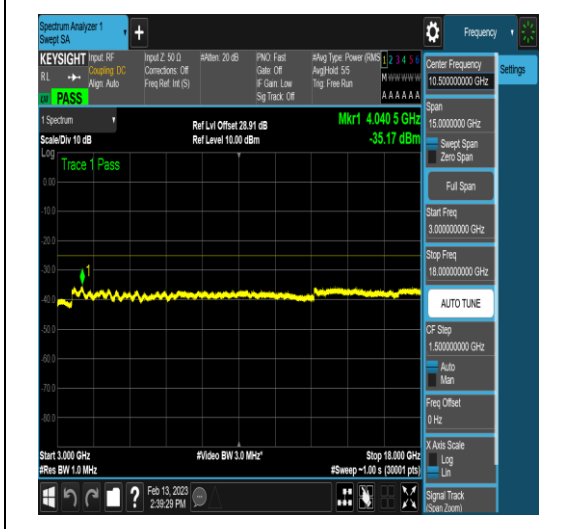 Spectrum Analyzer 1
Swept SA
+
Frequency
KEYSIGHT
RL
PASS
Input: RF
Coupling: DC
Align: Auto
Input Z: 50 Ω
Corrections: Off
Freq Ref: Int (S)
#Atten: 20 dB
PNO: Fast
Gate: Off
IF Gain: Low
Sig Track: Off
#Avg Type: Power (RMS)
Avg|Hold: 5/5
Trig: Free Run
1 2 3 4 5 6
M W W W W W
A A A A A A
1 Spectrum
Scale/Div 10 dB
Log
Ref Lvl Offset 28.91 dB
Ref Level 10.00 dBm
Mkr1 4.040 5 GHz
-35.17 dBm
Trace 1 Pass
0.00
-10.0
-20.0
-30.0
-40.0
-50.0
-60.0
-70.0
-80.0
1
Start 3.000 GHz
#Res BW 1.0 MHz
#Video BW 3.0 MHz*
Stop 18.000 GHz
#Sweep ~1.00 s (30001 pts)
?
Feb 13, 2023
2:39:29 PM
Center Frequency
10.500000000 GHz
Settings
Span
15.0000000 GHz
Swept Span
Zero Span
Full Span
Start Freq
3.000000000 GHz
Stop Freq
18.000000000 GHz
AUTO TUNE
CF Step
1.500000000 GHz
Auto
Man
Freq Offset
0 Hz
X Axis Scale
Log
Lin
Signal Track
(Span Zoom)